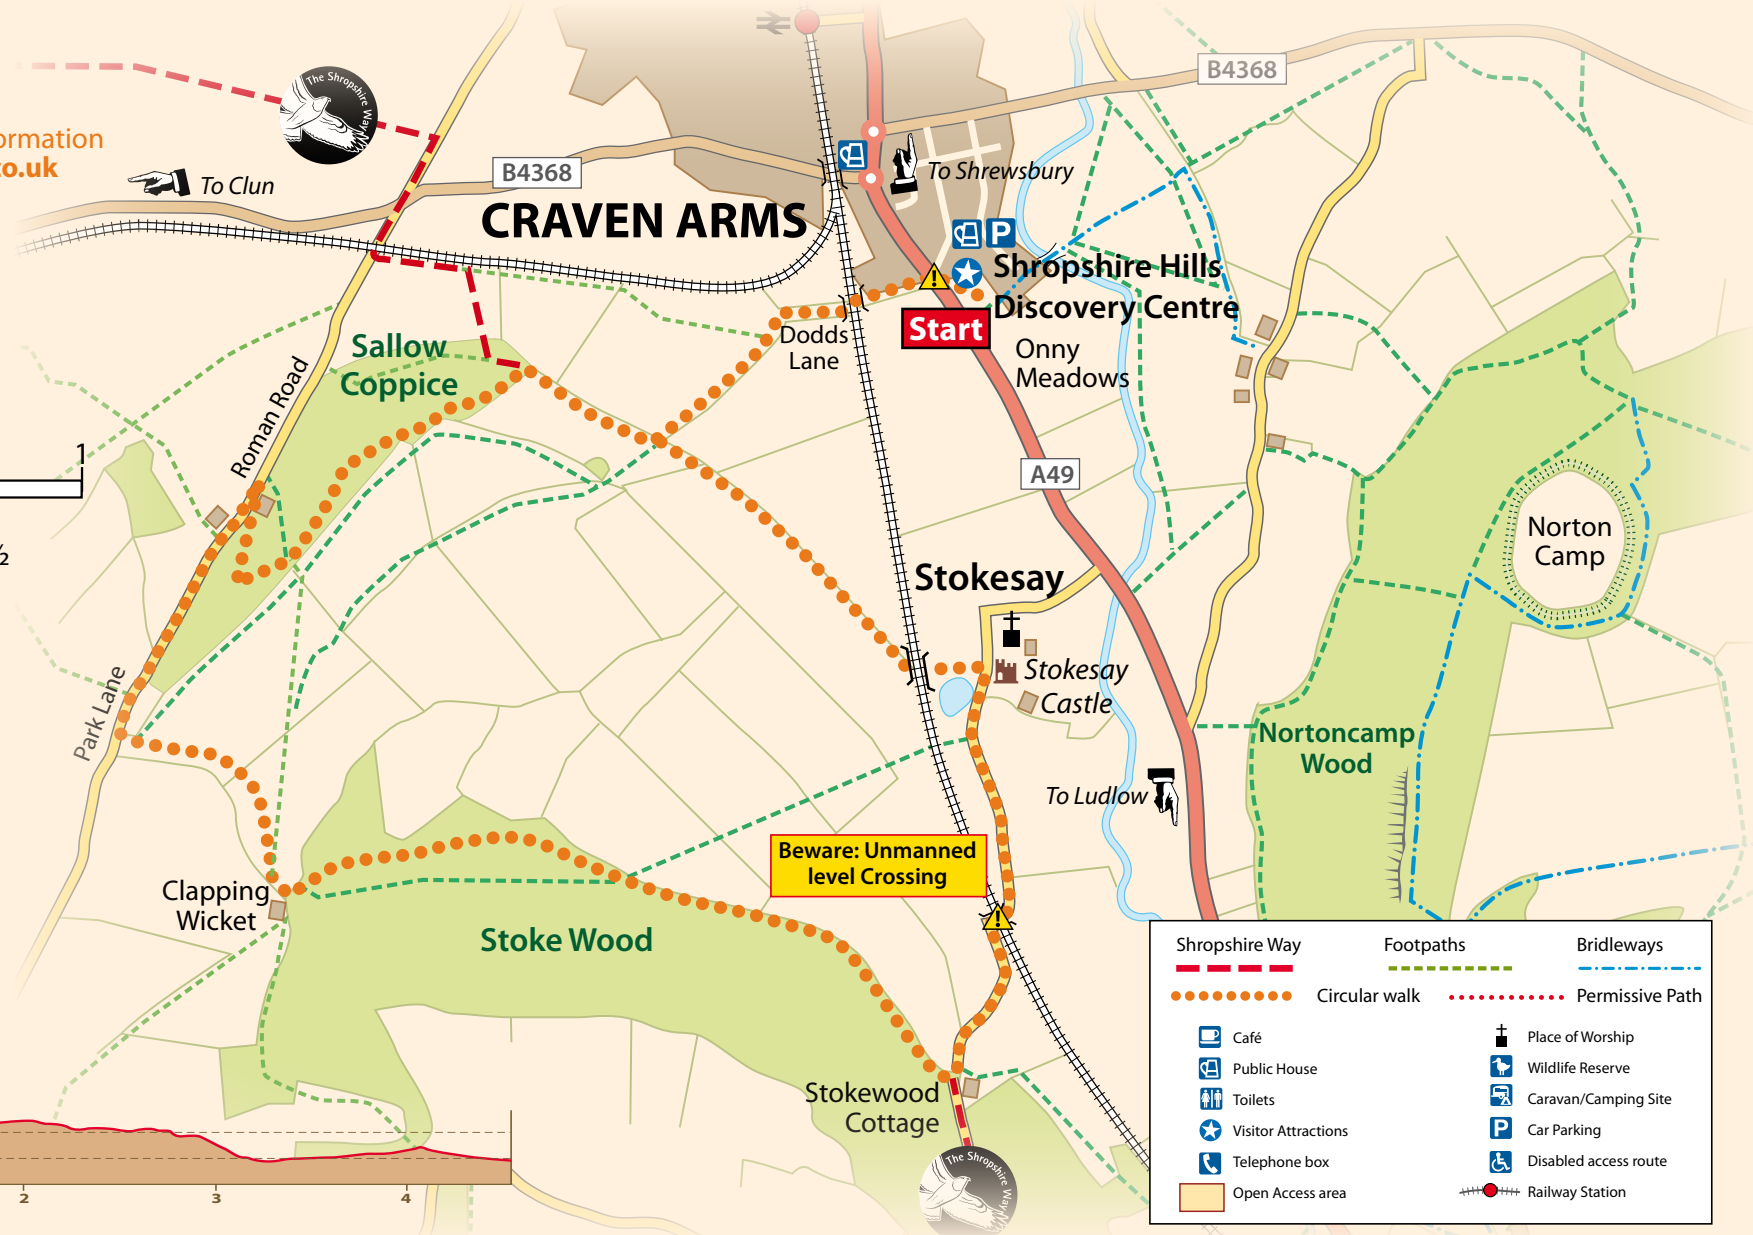 The Shropshire Way
B4368
ormation
to.uk
To Clun
B4368
To Shrewsbury
CRAVEN ARMS
P
Shropshire Hills
Discovery Centre
Start
Dodds
Lane
Onny
Meadows
Sallow
Coppice
Roman Road
1
A49
½
Norton
Camp
Stokesay
Stokesay
Castle
Park Lane
Nortoncamp
Wood
To Ludlow
Beware: Unmanned
level Crossing
Clapping
Wicket
Stoke Wood
Stokewood
Cottage
The Shropshire Way
2 3 4
Shropshire Way Footpaths Bridleways
Circular walk Permissive Path
Café
Public House
Toilets
Visitor Attractions
Telephone box
Open Access area
Place of Worship
Wildlife Reserve
Caravan/Camping Site
P Car Parking
Disabled access route
Railway Station